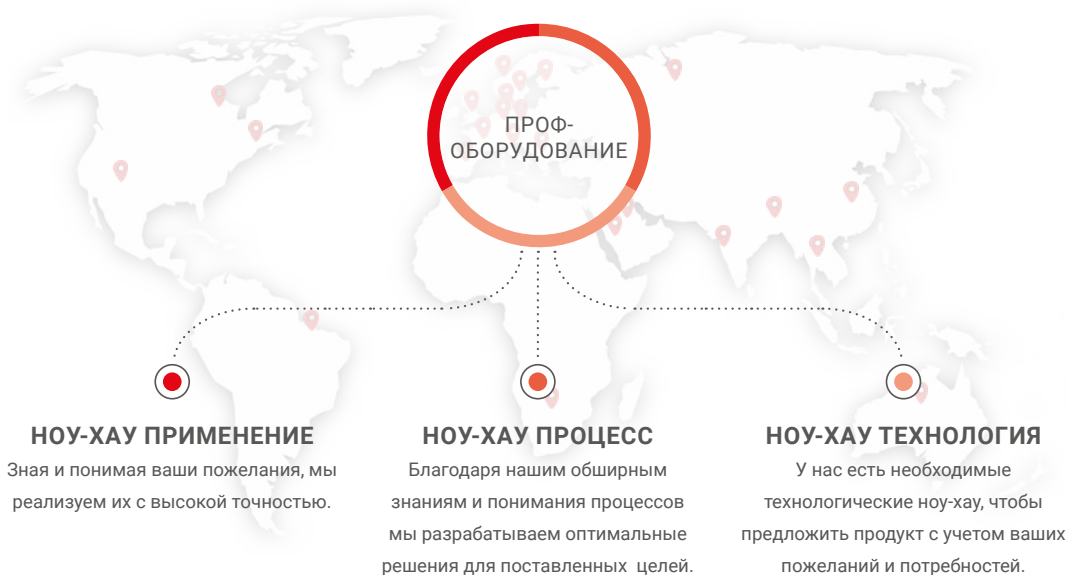 ПРОФ-
ОБОРУДОВАНИЕ
НОУ-ХАУ ПРИМЕНЕНИЕ
Зная и понимая ваши пожелания, мы
реализуем их с высокой точностью.
НОУ-ХАУ ПРОЦЕСС
Благодаря нашим обширным
знаниям и понимания процессов
мы разрабатываем оптимальные
решения для поставленных целей.
НОУ-ХАУ ТЕХНОЛОГИЯ
У нас есть необходимые
технологические ноу-хау, чтобы
предложить продукт с учетом ваших
пожеланий и потребностей.